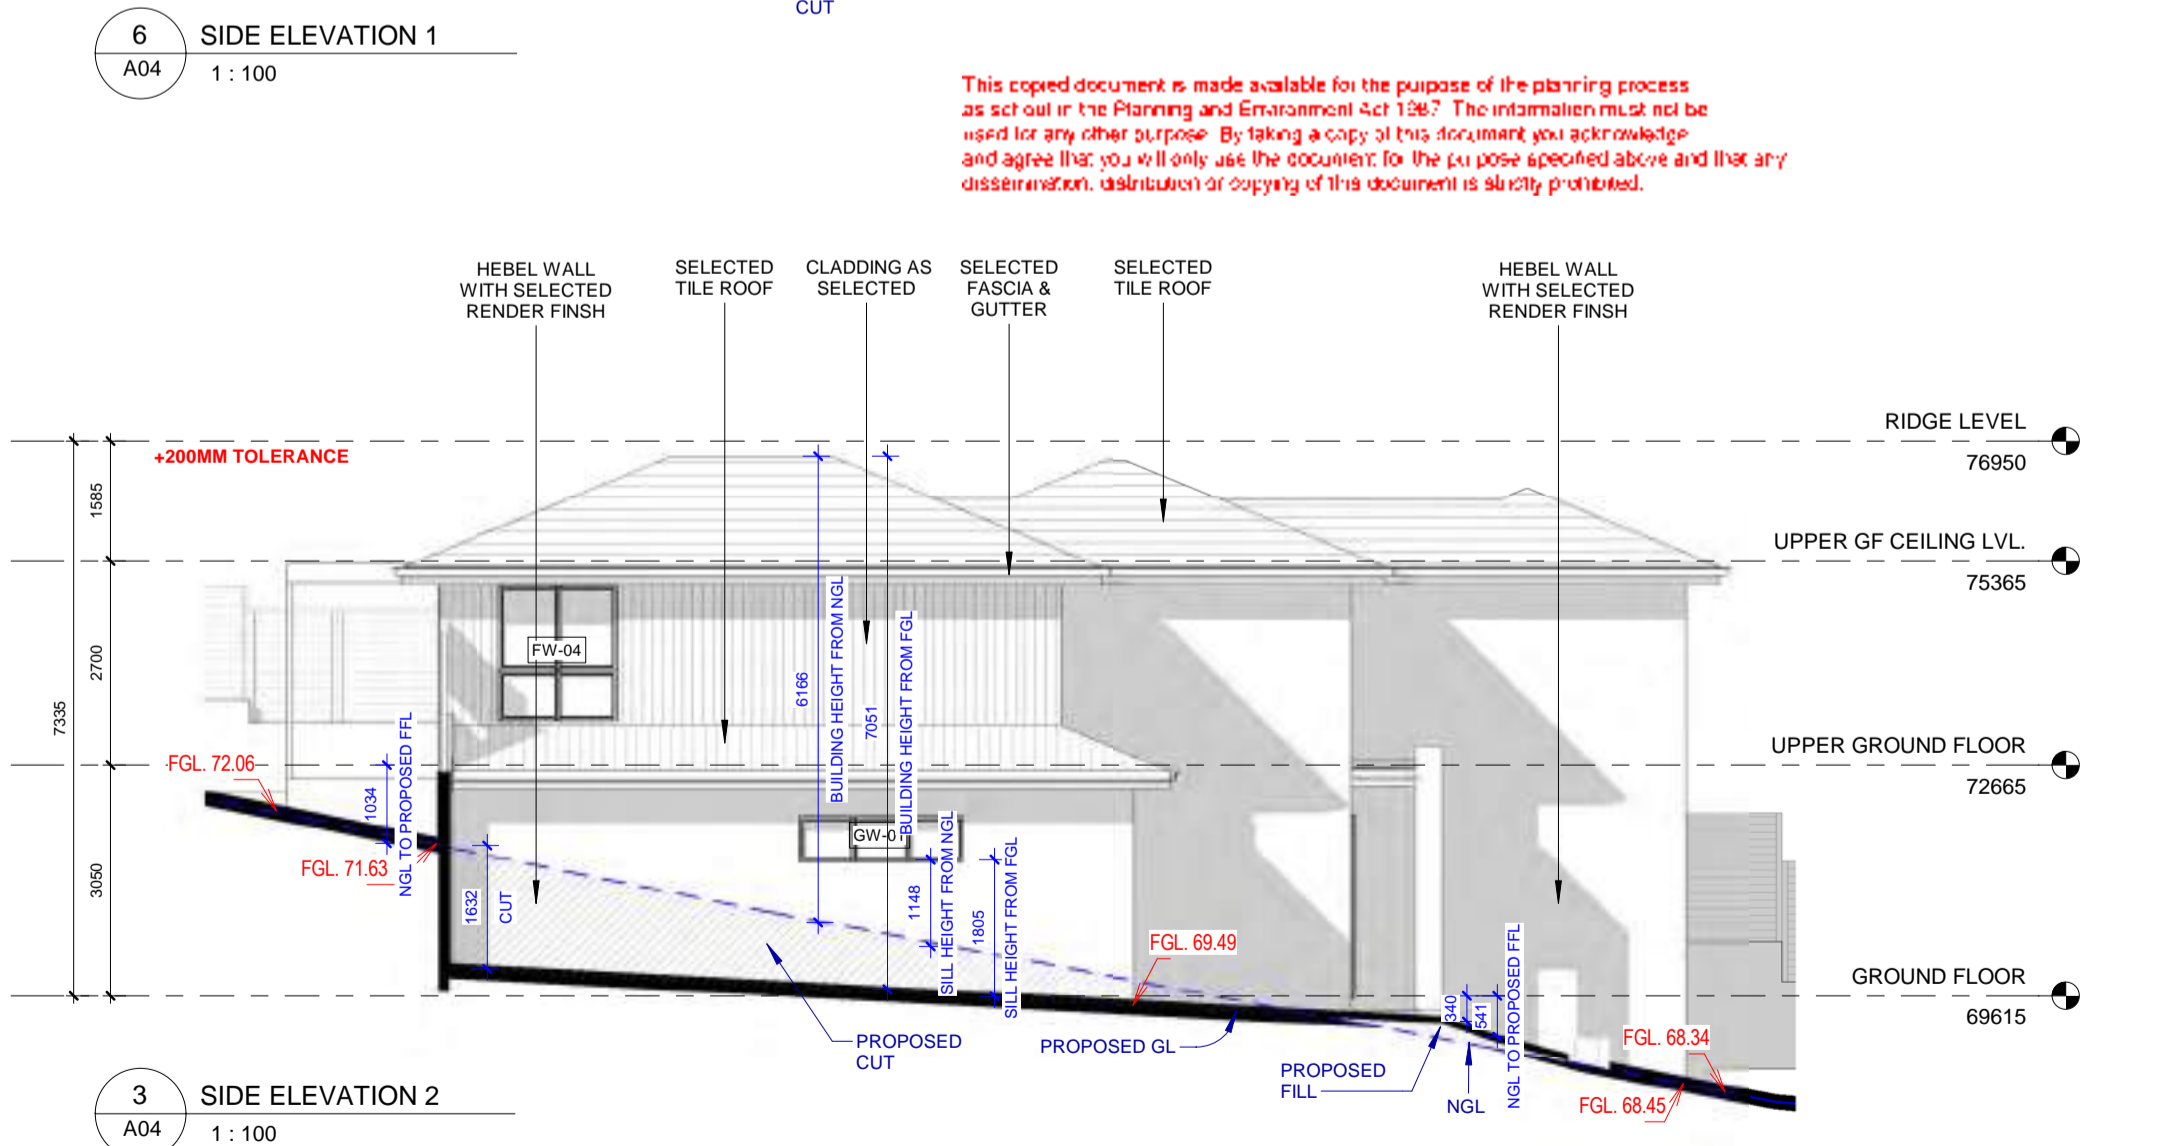 CUT
6
A04
SIDE ELEVATION 1
1 : 100
This copied document is made available for the purpose of the planning process
as set out in the Planning and Environment Act 1987. The information must not be
used for any other purpose. By taking a copy of this document you acknowledge
and agree that you will only use the document for the purpose specified above and that any
dissemination, distribution or copying of this document is strictly prohibited.
HEBEL WALL
WITH SELECTED
RENDER FINSH
SELECTED
TILE ROOF
CLADDING AS
SELECTED
SELECTED
FASCIA &
GUTTER
SELECTED
TILE ROOF
HEBEL WALL
WITH SELECTED
RENDER FINSH
+200MM TOLERANCE
RIDGE LEVEL
76950
UPPER GF CEILING LVL.
75365
UPPER GROUND FLOOR
72665
GROUND FLOOR
69615
7335
1585
2700
3050
FW-04
GW-01
FGL. 72.06
FGL. 71.63
1034
NGL TO PROPOSED FFL
1632
CUT
6166
BUILDING HEIGHT FROM NGL
7051
BUILDING HEIGHT FROM FGL
1148
SILL HEIGHT FROM NGL
1805
SILL HEIGHT FROM FGL
FGL. 69.49
340
541
NGL TO PROPOSED FFL
FGL. 68.34
FGL. 68.45
PROPOSED
CUT
PROPOSED GL
PROPOSED
FILL
NGL
3
A04
SIDE ELEVATION 2
1 : 100